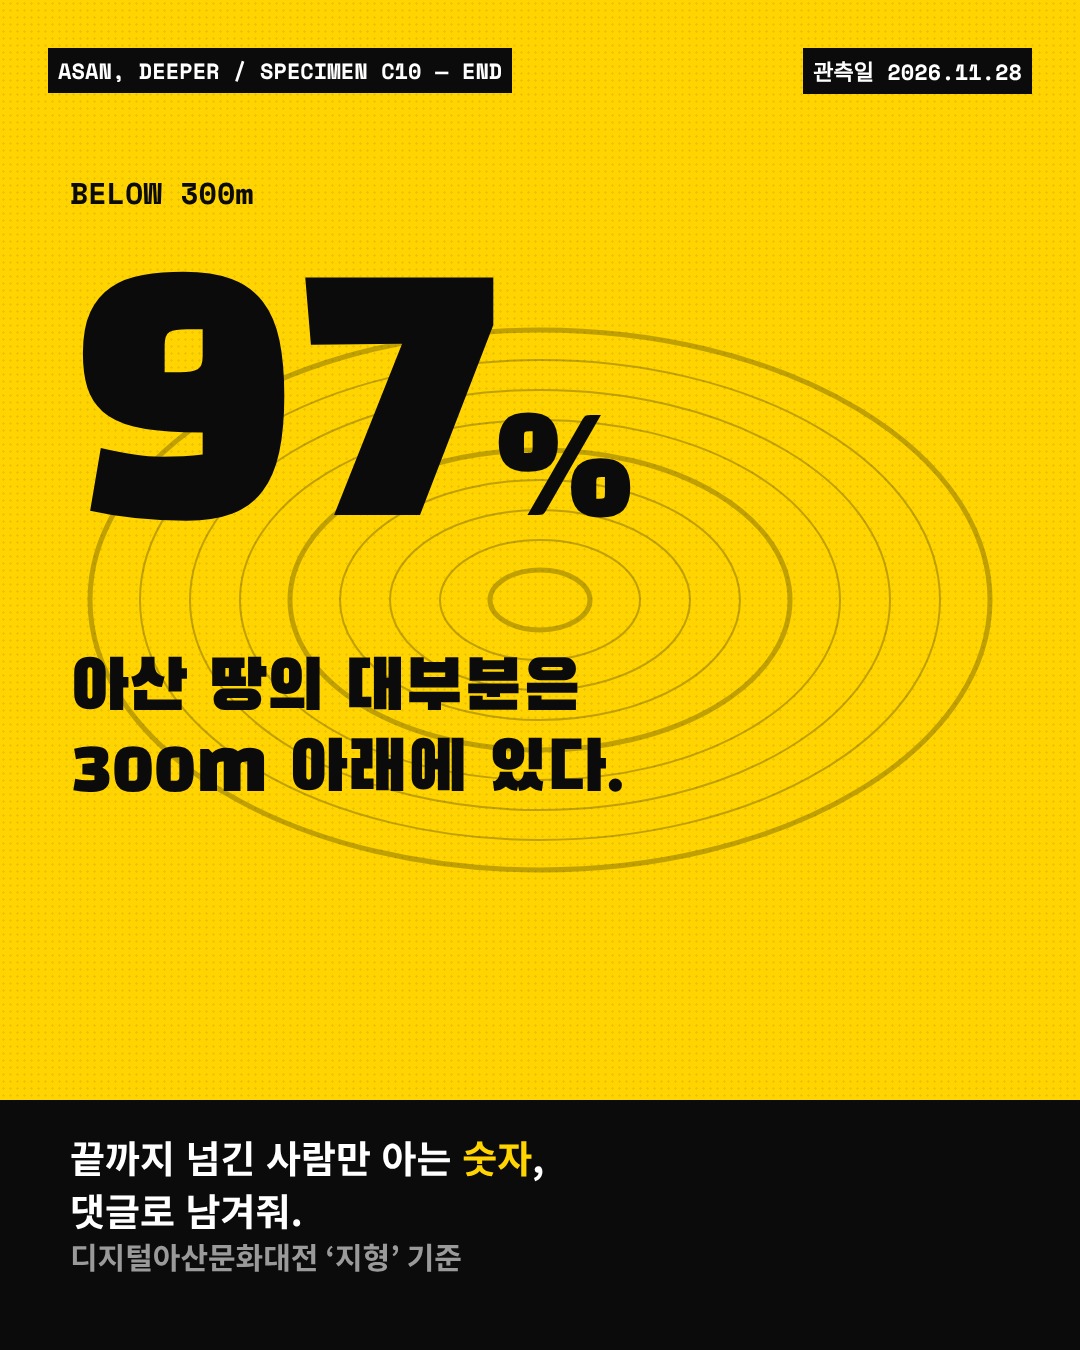 ASAN, DEEPER / SPECIMEN C10 — END
관측일 2026.11.28
BELOW 300m
97%
아산 땅의 대부분은
300m 아래에 있다.
끝까지 넘긴 사람만 아는 숫자,
댓글로 남겨줘.
디지털아산문화대전 ‘지형’ 기준